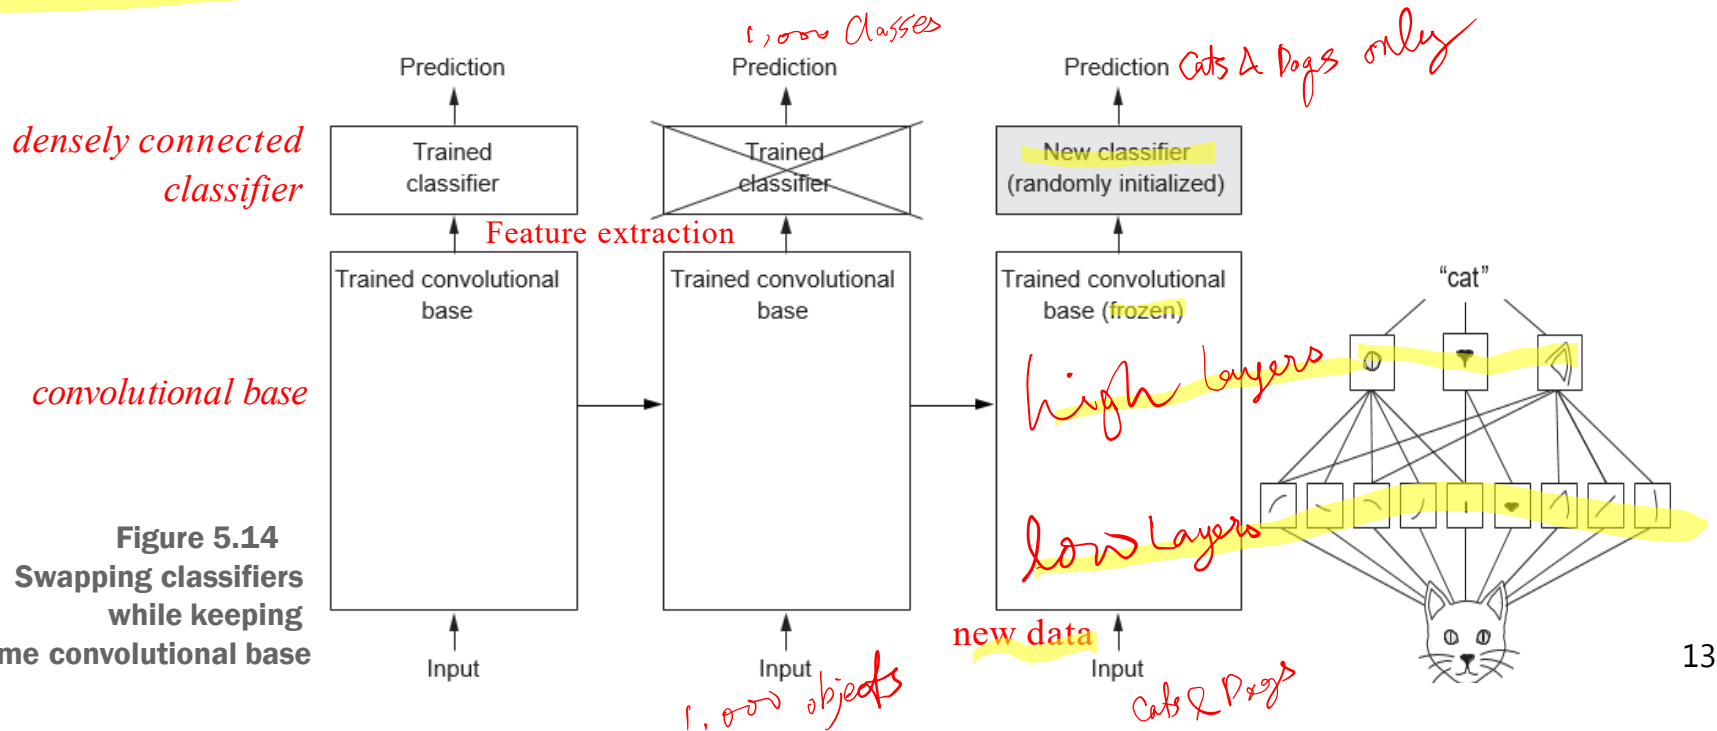 1,000 Classes
Prediction
Prediction
Prediction Cats & Dogs only
densely connected
classifier
Trained
classifier
Trained
classifier
New classifier
(randomly initialized)
Feature extraction
convolutional base
Trained convolutional
base
Trained convolutional
base
Trained convolutional
base (frozen)
high Layers
low Layers
"cat"
Figure 5.14
Swapping classifiers
while keeping
me convolutional base
Input
Input
1,000 objects
new data
Input
Cats & Dogs
13